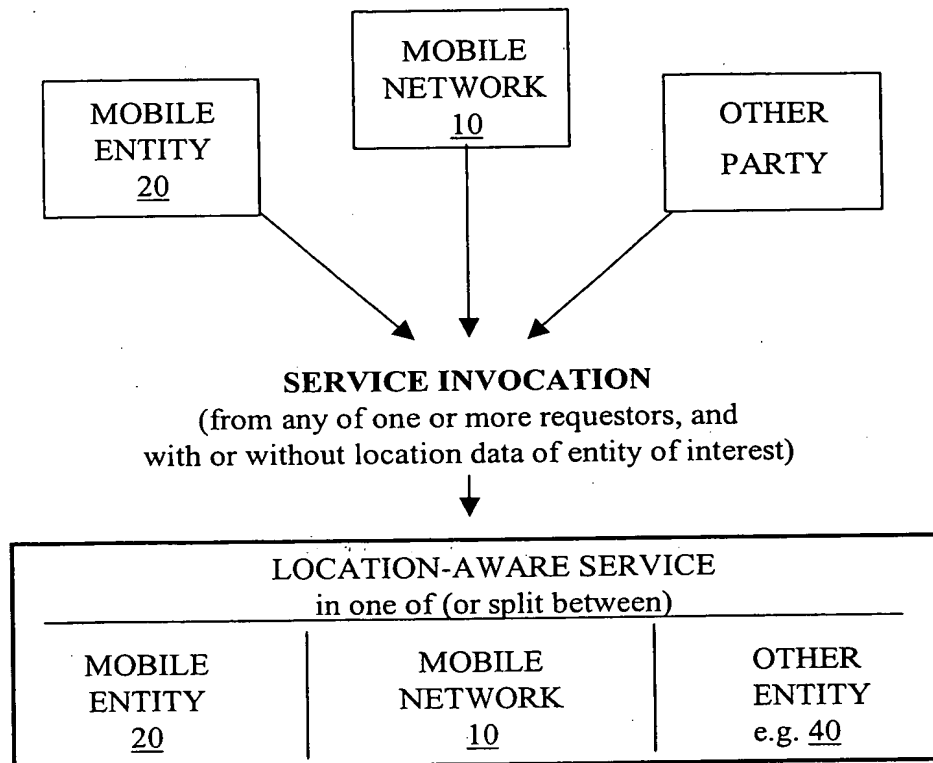 MOBILE
ENTITY
20
MOBILE
NETWORK
10
OTHER
PARTY
SERVICE INVOCATION
(from any of one or more requestors, and
with or without location data of entity of interest)
LOCATION-AWARE SERVICE
in one of (or split between)
MOBILE
ENTITY
20
MOBILE
NETWORK
10
OTHER
ENTITY
e.g. 40